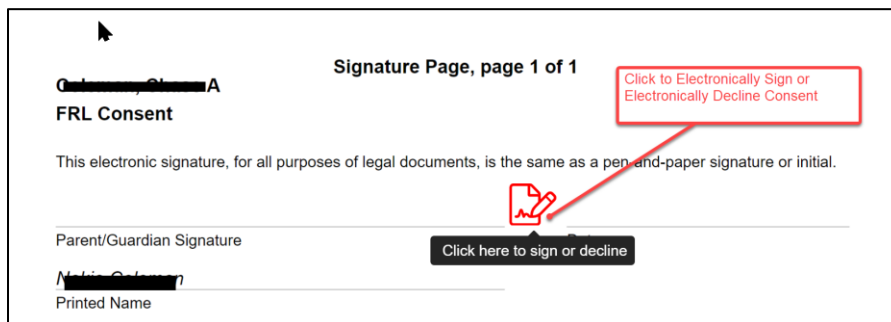 Signature Page, page 1 of 1
A
Click to Electronically Sign or
Electronically Decline Consent
FRL Consent
This electronic signature, for all purposes of legal documents, is the same as a pen-and-paper signature or initial.
Parent/Guardian Signature
Click here to sign or decline
Printed Name